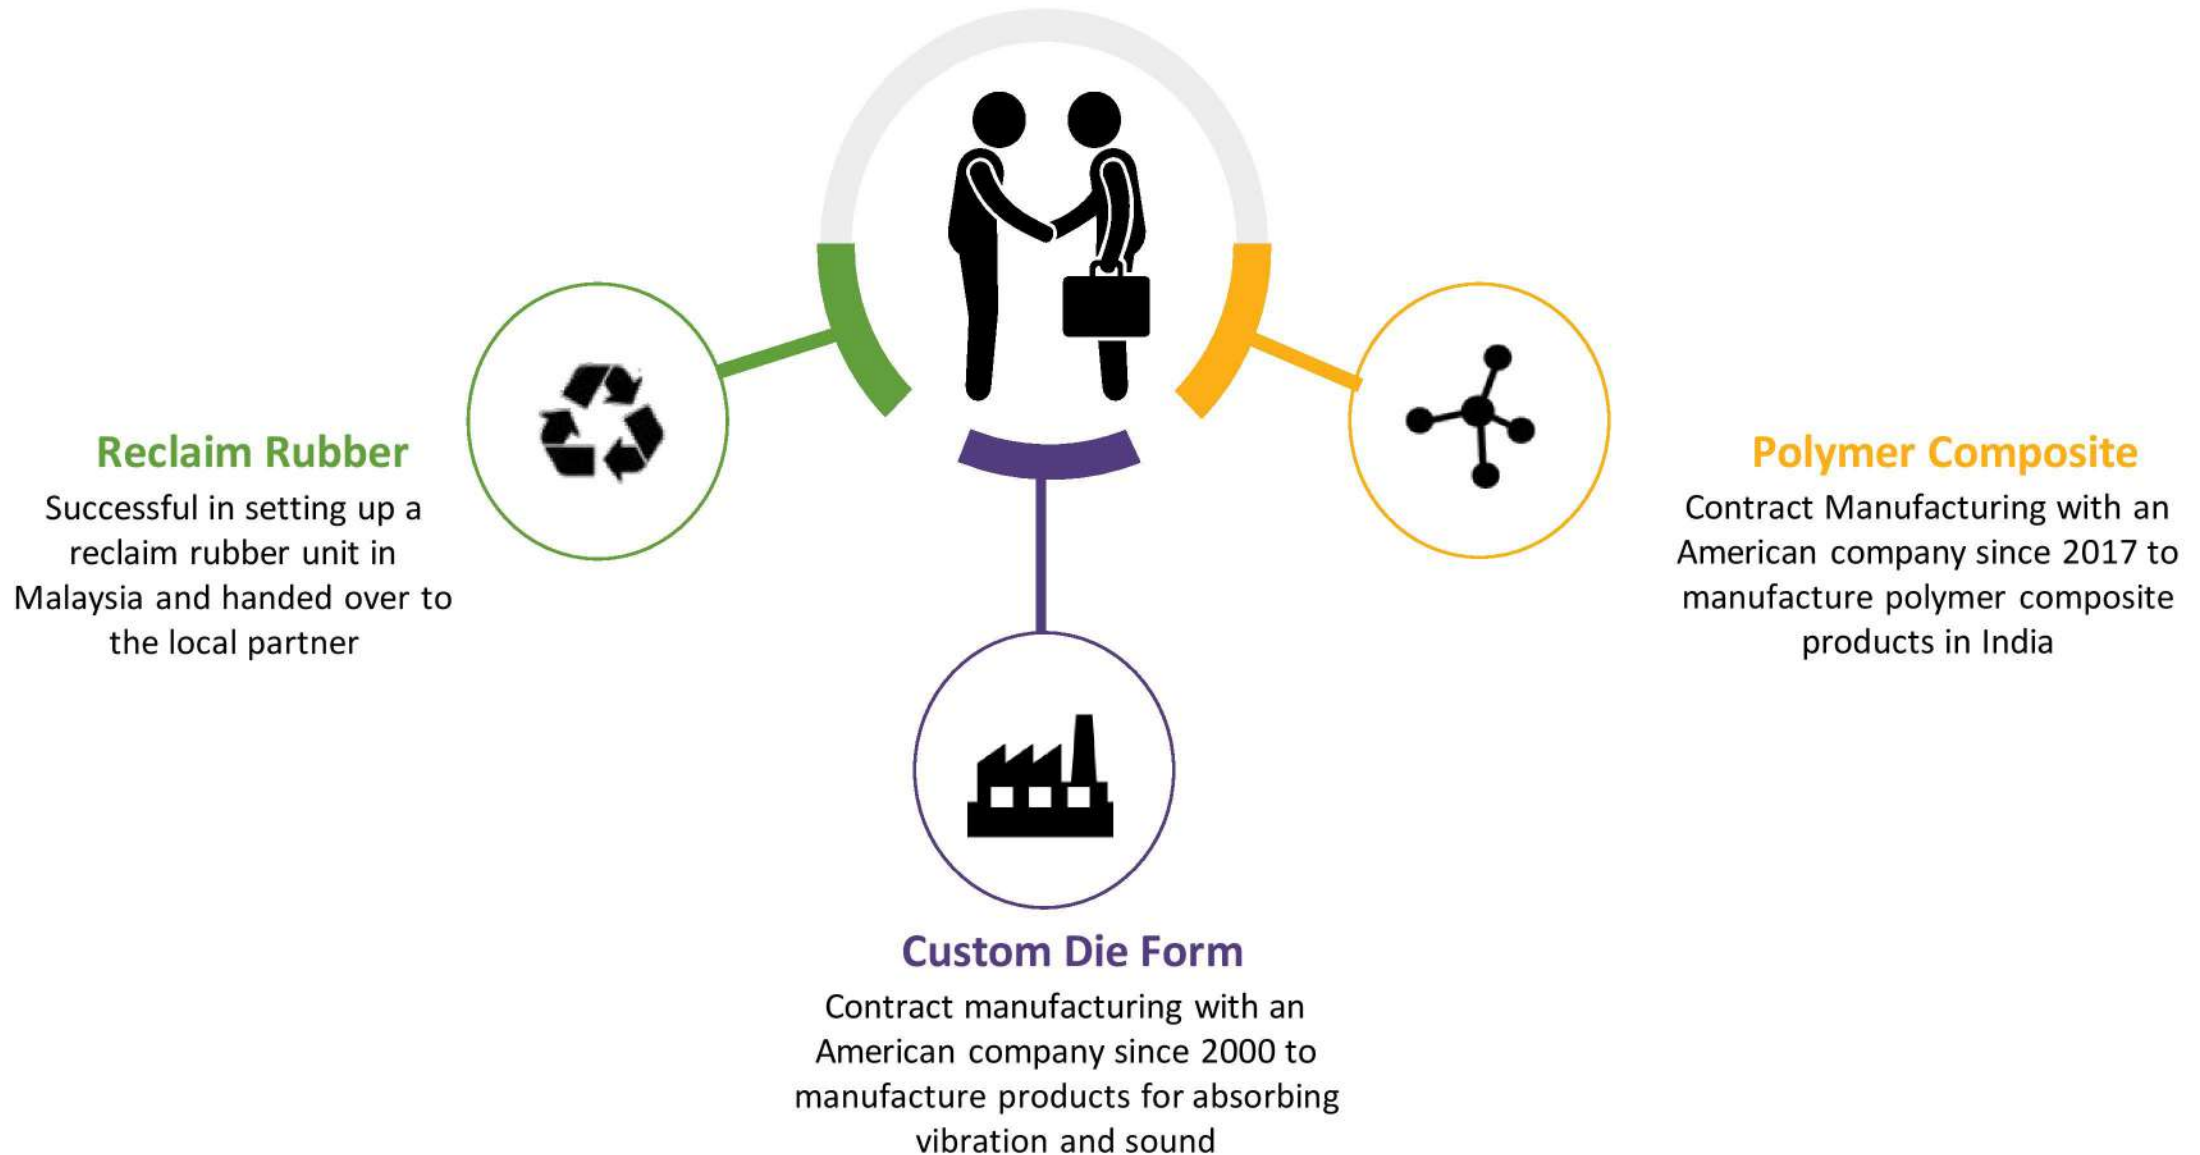 Reclaim Rubber
Successful in setting up a
reclaim rubber unit in
Malaysia and handed over to
the local partner
Custom Die Form
Contract manufacturing with an
American company since 2000 to
manufacture products for absorbing
vibration and sound
Polymer Composite
Contract Manufacturing with an
American company since 2017 to
manufacture polymer composite
products in India